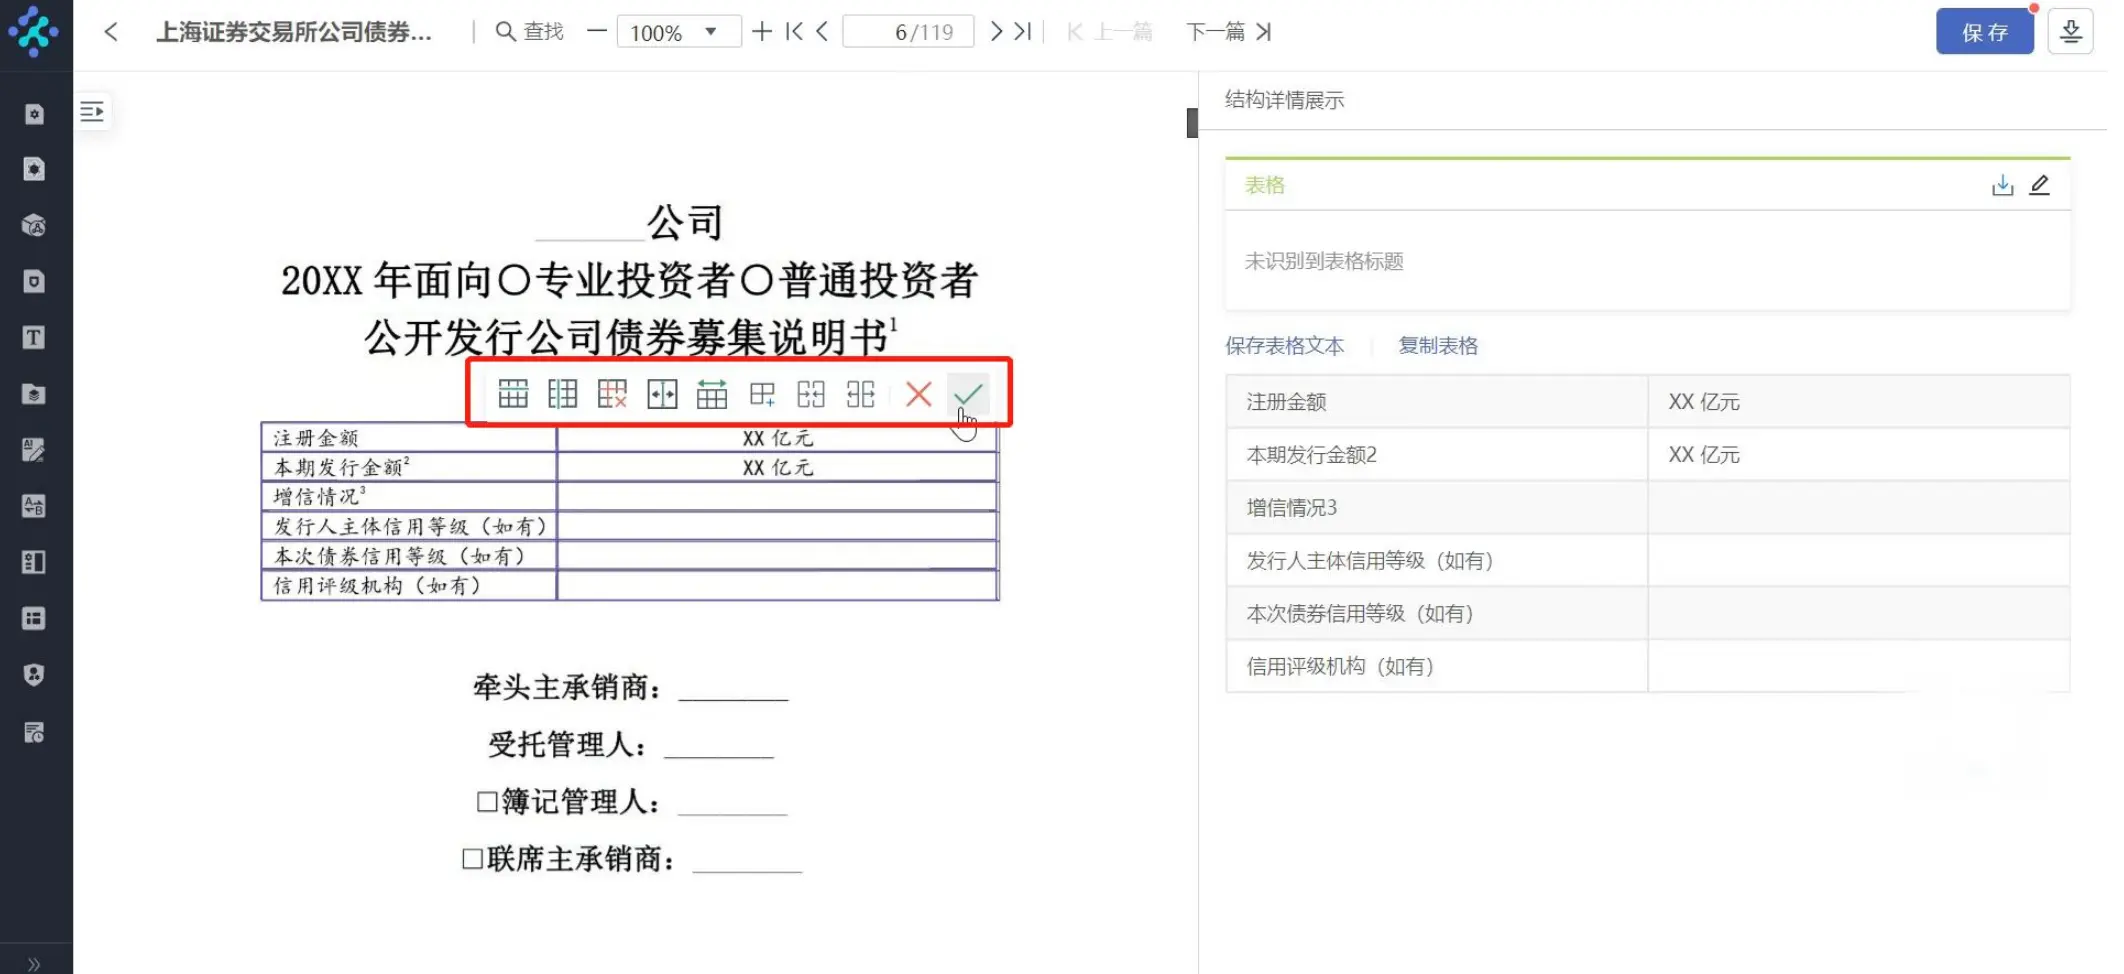 上海证券交易所公司债券... 查找 100% 6/119 上一篇 下一篇 保存
结构详情展示
表格
未识别到表格标题
保存表格文本 复制表格
注册金额 XX 亿元
本期发行金额2 XX 亿元
增信情况3
发行人主体信用等级（如有）
本次债券信用等级（如有）
信用评级机构（如有）
______公司
20XX 年面向〇专业投资者〇普通投资者
公开发行公司债券募集说明书1
注册金额 XX 亿元
本期发行金额2 XX 亿元
增信情况3
发行人主体信用等级（如有）
本次债券信用等级（如有）
信用评级机构（如有）
牵头主承销商：________
受托管理人：________
□簿记管理人：________
□联席主承销商：________